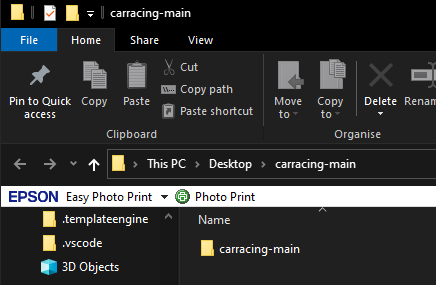 carracing-main
File Home Share View
Pin to Quick access
Copy
Paste
Cut
Copy path
Paste shortcut
Clipboard
Move to
Copy to
Delete
Renam
Organise
This PC > Desktop > carracing-main
EPSON Easy Photo Print Photo Print
.templateengine
.vscode
3D Objects
Name
carracing-main